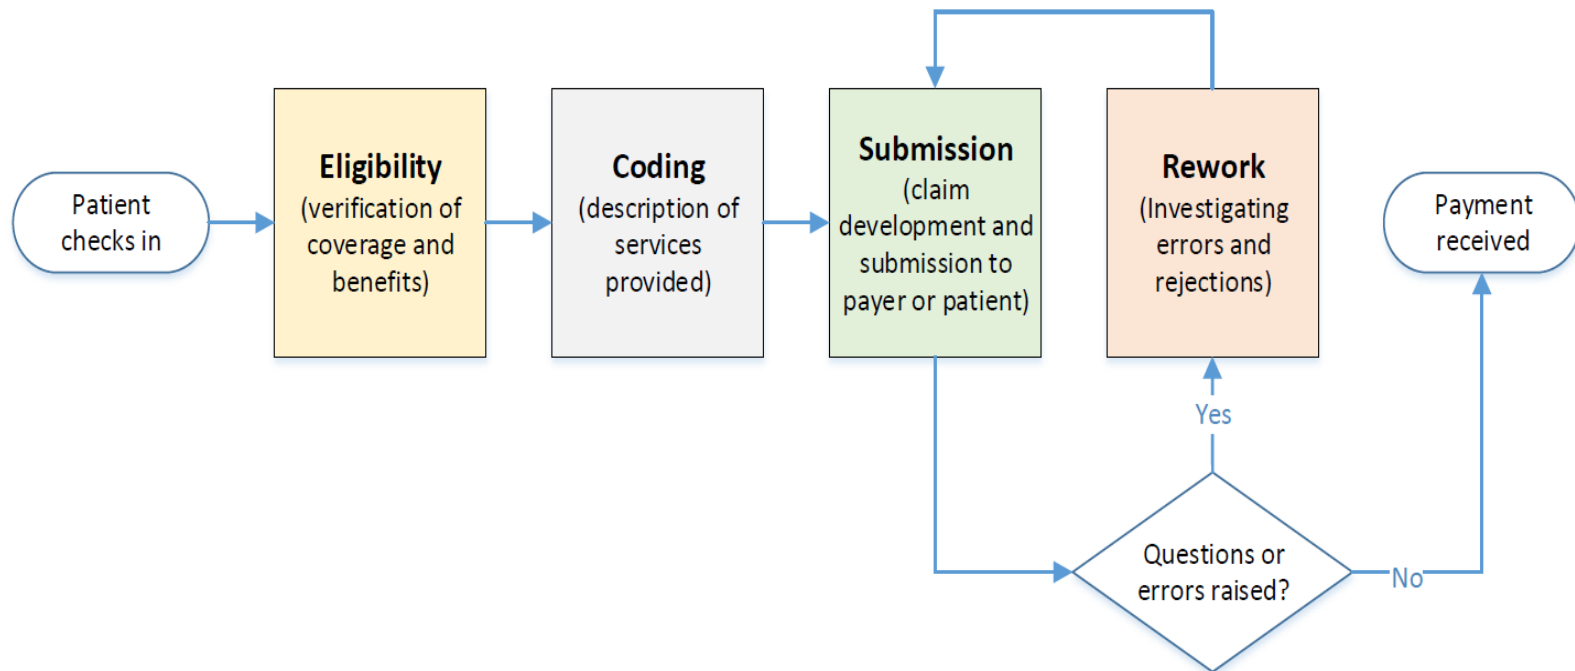 Patient
checks in
Eligibility
(verification of
coverage and
benefits)
Coding
(description of
services
provided)
Submission
(claim
development and
submission to
payer or patient)
Rework
(Investigating
errors and
rejections)
Payment
received
Yes
Questions or
errors raised?
No